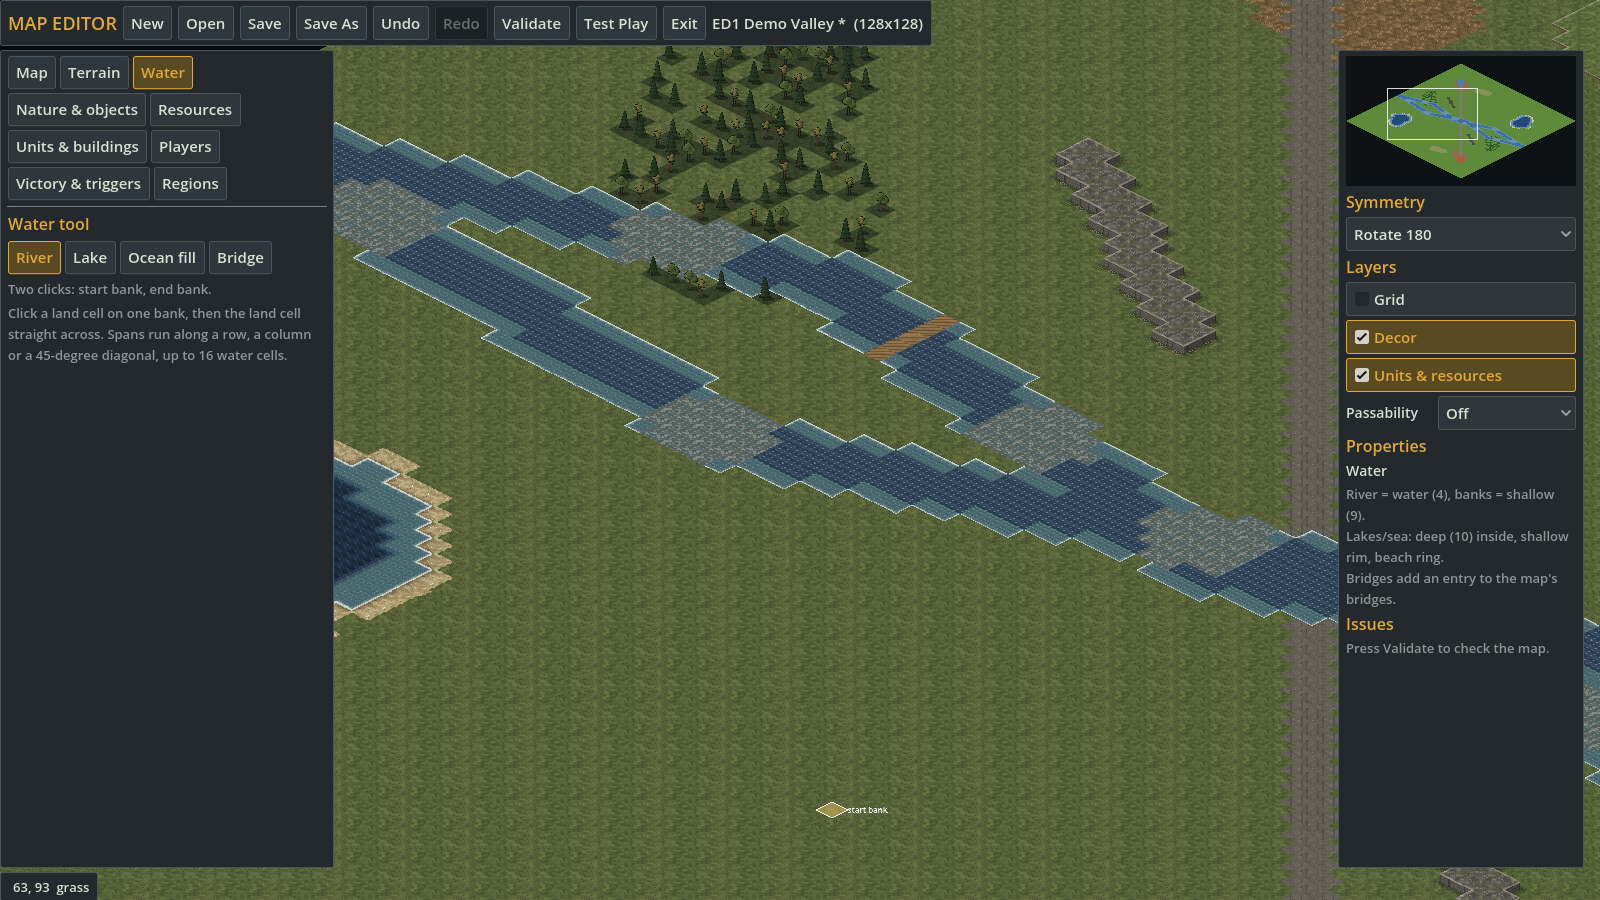 MAP EDITOR New Open Save Save As Undo Redo Validate Test Play Exit ED1 Demo Valley * (128x128)
Map Terrain Water
Nature & objects Resources
Units & buildings Players
Victory & triggers Regions
Water tool
River Lake Ocean fill Bridge
Two clicks: start bank, end bank.
Click a land cell on one bank, then the land cell
straight across. Spans run along a row, a column
or a 45-degree diagonal, up to 16 water cells.
start bank
63, 93 grass
Symmetry
Rotate 180
Layers
Grid
Decor
Units & resources
Passability Off
Properties
Water
River = water (4), banks = shallow
(9).
Lakes/sea: deep (10) inside, shallow
rim, beach ring.
Bridges add an entry to the map's
bridges.
Issues
Press Validate to check the map.